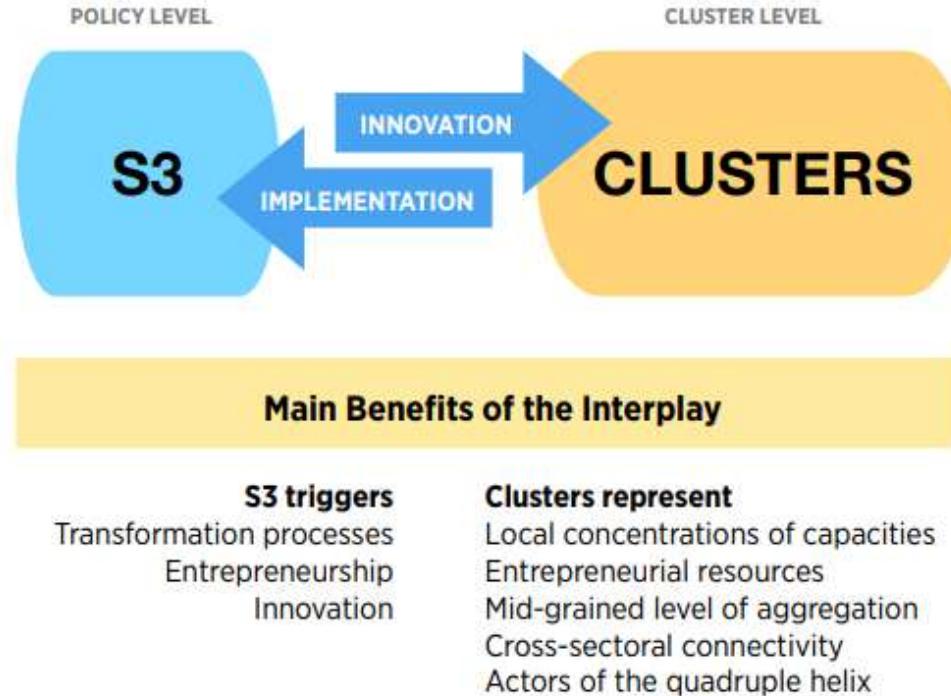 POLICY LEVEL
CLUSTER LEVEL
S3
INNOVATION
IMPLEMENTATION
CLUSTERS
Main Benefits of the Interplay
S3 triggers
Transformation processes
Entrepreneurship
Innovation
Clusters represent
Local concentrations of capacities
Entrepreneurial resources
Mid-grained level of aggregation
Cross-sectoral connectivity
Actors of the quadruple helix